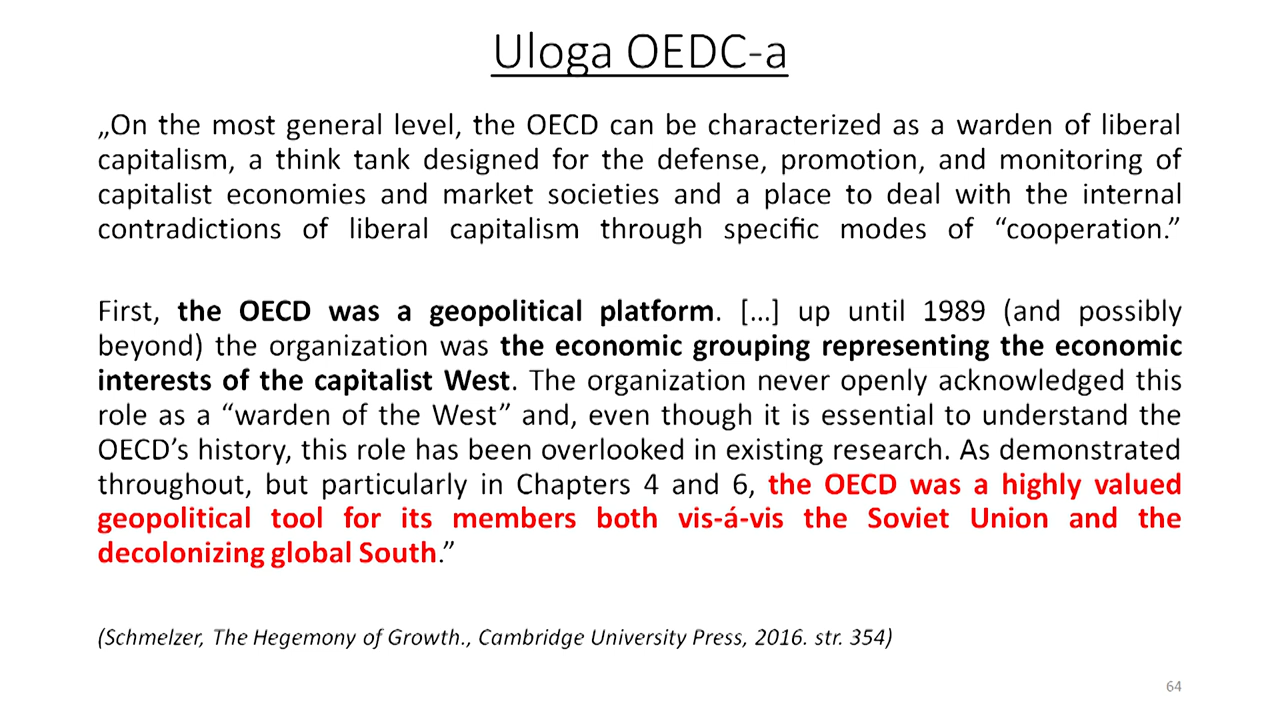 Uloga OEDC-a
„On the most general level, the OECD can be characterized as a warden of liberal
capitalism, a think tank designed for the defense, promotion, and monitoring of
capitalist economies and market societies and a place to deal with the internal
contradictions of liberal capitalism through specific modes of “cooperation.”
First, the OECD was a geopolitical platform. […] up until 1989 (and possibly
beyond) the organization was the economic grouping representing the economic
interests of the capitalist West. The organization never openly acknowledged this
role as a “warden of the West” and, even though it is essential to understand the
OECD’s history, this role has been overlooked in existing research. As demonstrated
throughout, but particularly in Chapters 4 and 6, the OECD was a highly valued
geopolitical tool for its members both vis-á-vis the Soviet Union and the
decolonizing global South.”
(Schmelzer, The Hegemony of Growth., Cambridge University Press, 2016. str. 354)
64